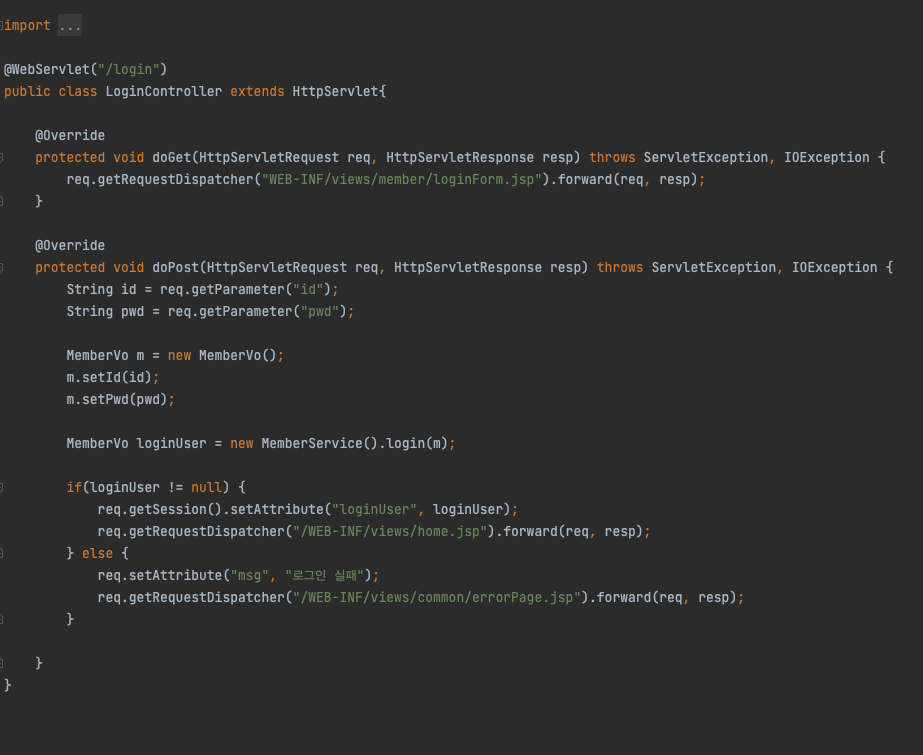 import ...
@WebServlet("/login")
public class LoginController extends HttpServlet{
@Override
protected void doGet(HttpServletRequest req, HttpServletResponse resp) throws ServletException, IOException {
req.getRequestDispatcher("WEB-INF/views/member/loginForm.jsp").forward(req, resp);
}
@Override
protected void doPost(HttpServletRequest req, HttpServletResponse resp) throws ServletException, IOException {
String id = req.getParameter("id");
String pwd = req.getParameter("pwd");
MemberVo m = new MemberVo();
m.setId(id);
m.setPwd(pwd);
MemberVo loginUser = new MemberService().login(m);
if(loginUser != null) {
req.getSession().setAttribute("loginUser", loginUser);
req.getRequestDispatcher("/WEB-INF/views/home.jsp").forward(req, resp);
} else {
req.setAttribute("msg", "로그인 실패");
req.getRequestDispatcher("/WEB-INF/views/common/errorPage.jsp").forward(req, resp);
}
}
}